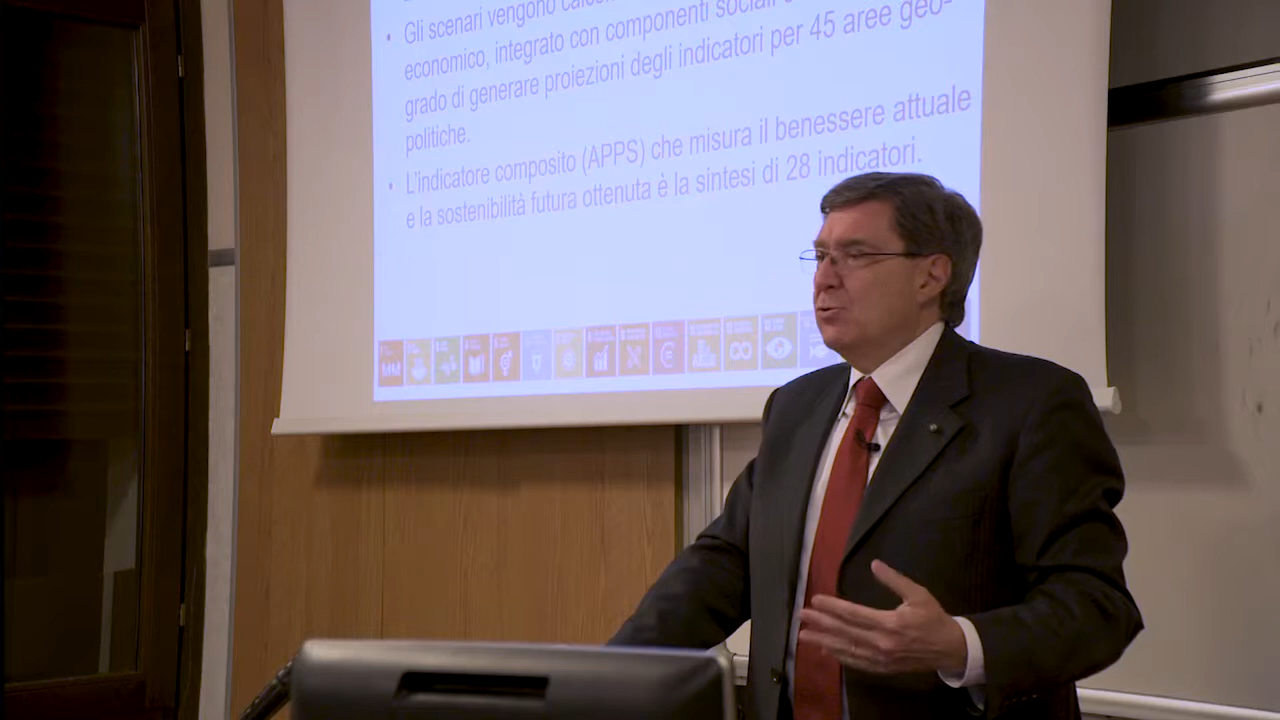 Gli scenari vengono
economico, integrato con componenti sociali
grado di generare proiezioni degli indicatori per 45 aree geo-
politiche.
L'indicatore composito (APPS) che misura il benessere attuale
e la sostenibilità futura ottenuta è la sintesi di 28 indicatori.